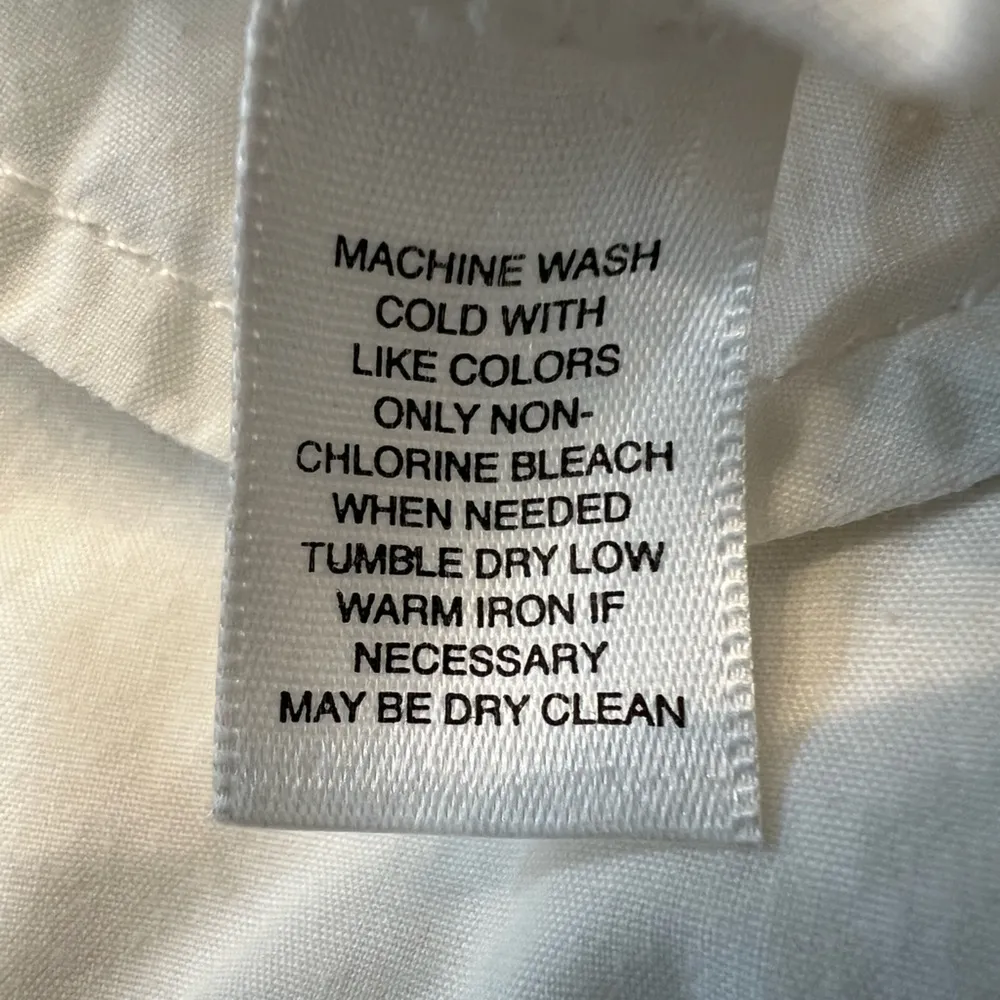 MACHINE WASH
COLD WITH
LIKE COLORS
ONLY NON-
CHLORINE BLEACH
WHEN NEEDED
TUMBLE DRY LOW
WARM IRON IF
NECESSARY
MAY BE DRY CLEAN